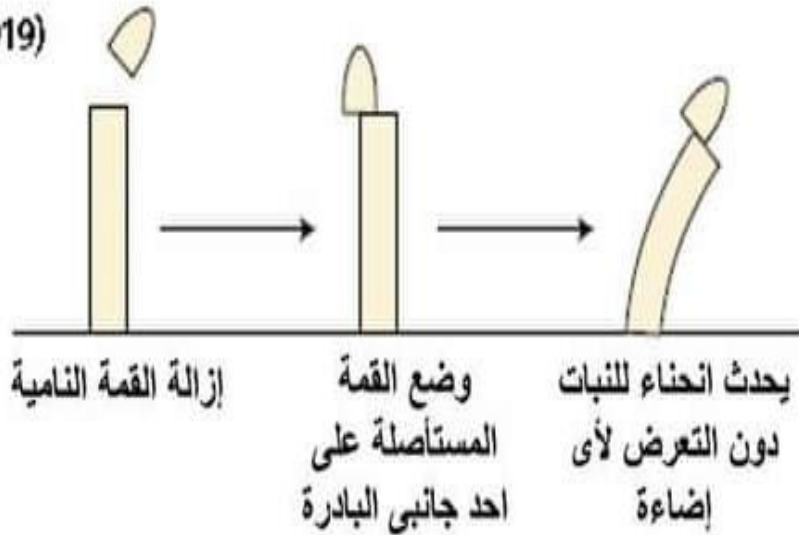 19)
إزالة القمة النامية
وضع القمة
المستأصلة على
احد جانبى البادرة
يحدث انحناء للنبات
دون التعرض لأى
إضاءة